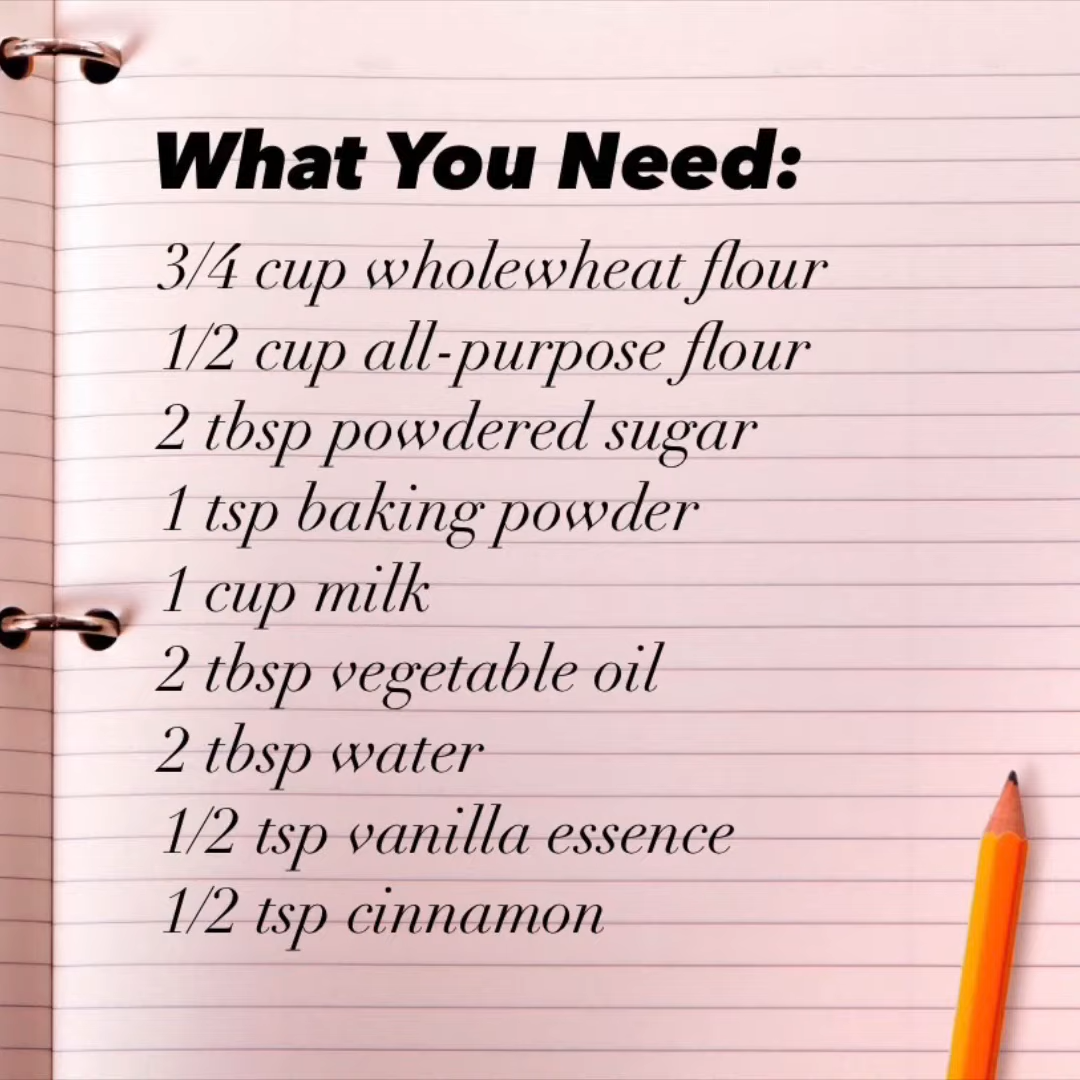 What You Need:
3/4 cup wholewheat flour
1/2 cup all-purpose flour
2 tbsp powdered sugar
1 tsp baking powder
1 cup milk
2 tbsp vegetable oil
2 tbsp water
1/2 tsp vanilla essence
1/2 tsp cinnamon